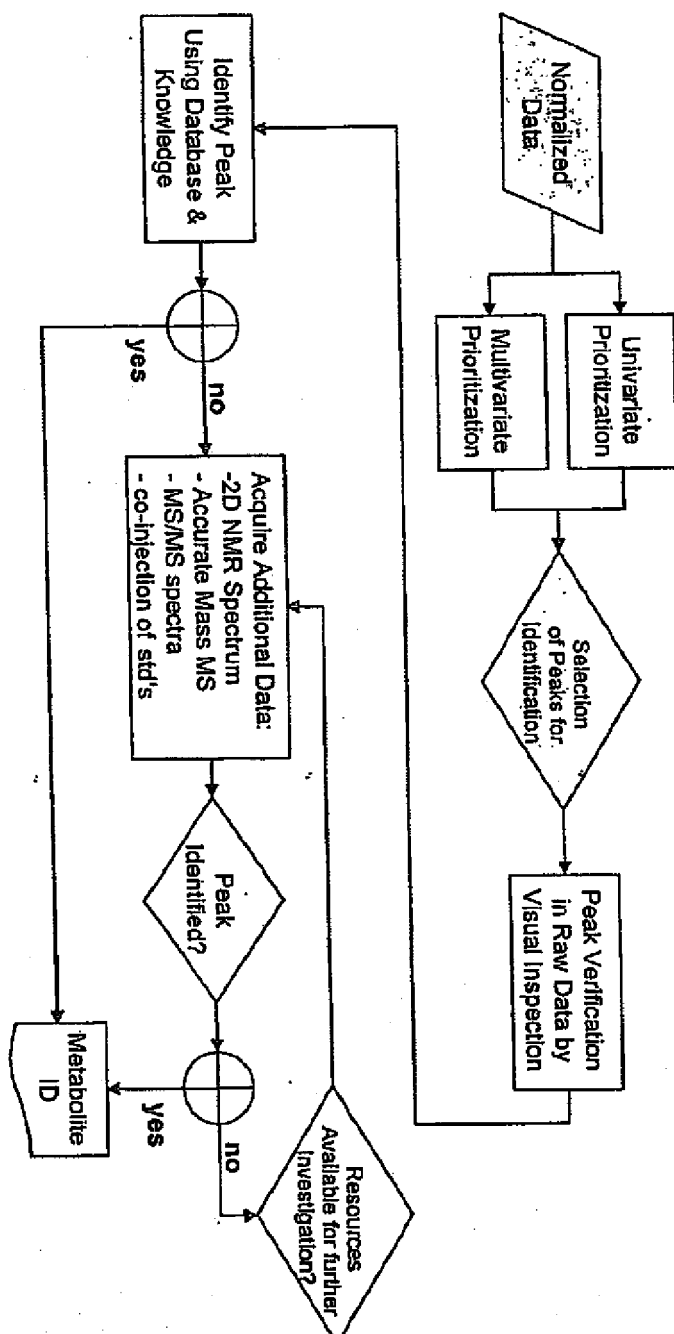 Normalized
Data
Univariate
Prioritization
Multivariate
Prioritization
Selection
of Peaks for
Identification
Peak Verification
in Raw Data by
Visual Inspection
Identify Peak
Using Database &
Knowledge
yes
no
Acquire Additional Data:
-2D NMR Spectrum
- Accurate Mass MS
- MS/MS spectra
- co-injection of std's
Peak
Identified?
yes
no
Resources
Available for further
Investigation?
Metabolite
ID